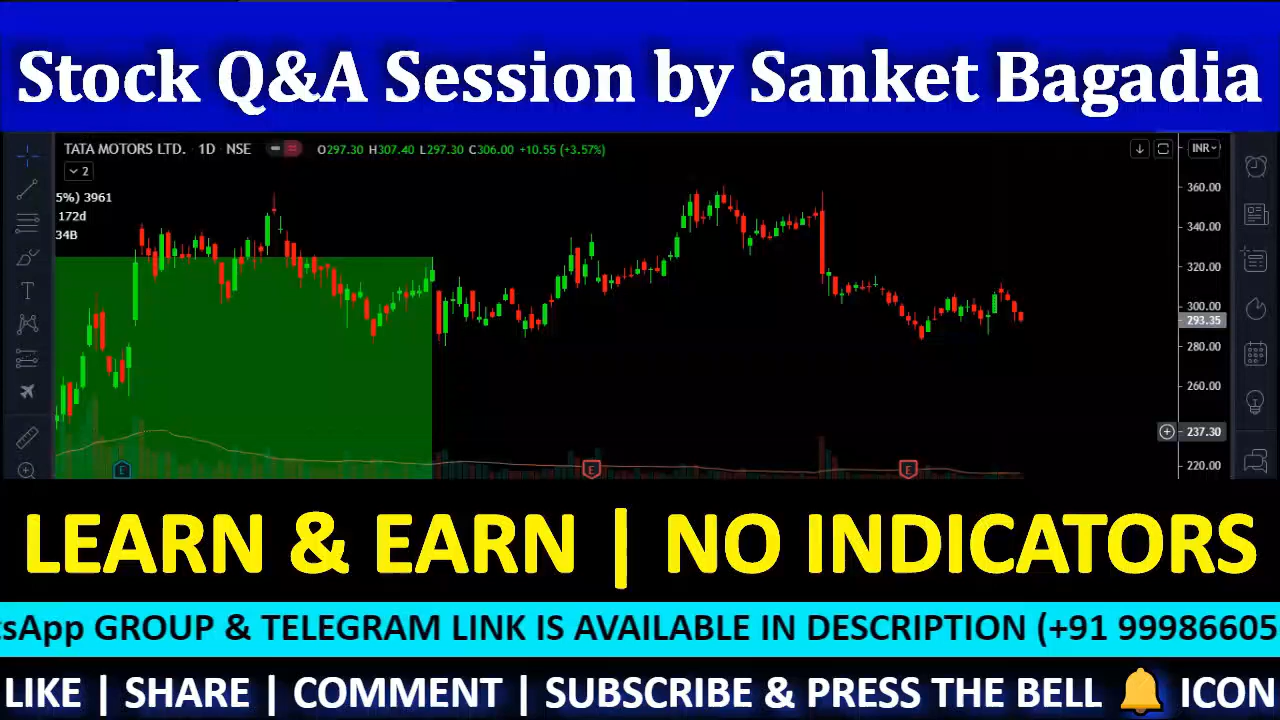 Stock Q&A Session by Sanket Bagadia
TATA MOTORS LTD. 1D NSE O297.30 H307.40 L297.30 C306.00 +10.55 (+3.57%) INR
2
5%) 3961
172d
34B
360.00
340.00
320.00
300.00
293.35
280.00
260.00
237.30
220.00
T
E E E
LEARN & EARN | NO INDICATORS
tsApp GROUP & TELEGRAM LINK IS AVAILABLE IN DESCRIPTION (+91 99986605
LIKE | SHARE | COMMENT | SUBSCRIBE & PRESS THE BELL 🔔 ICON